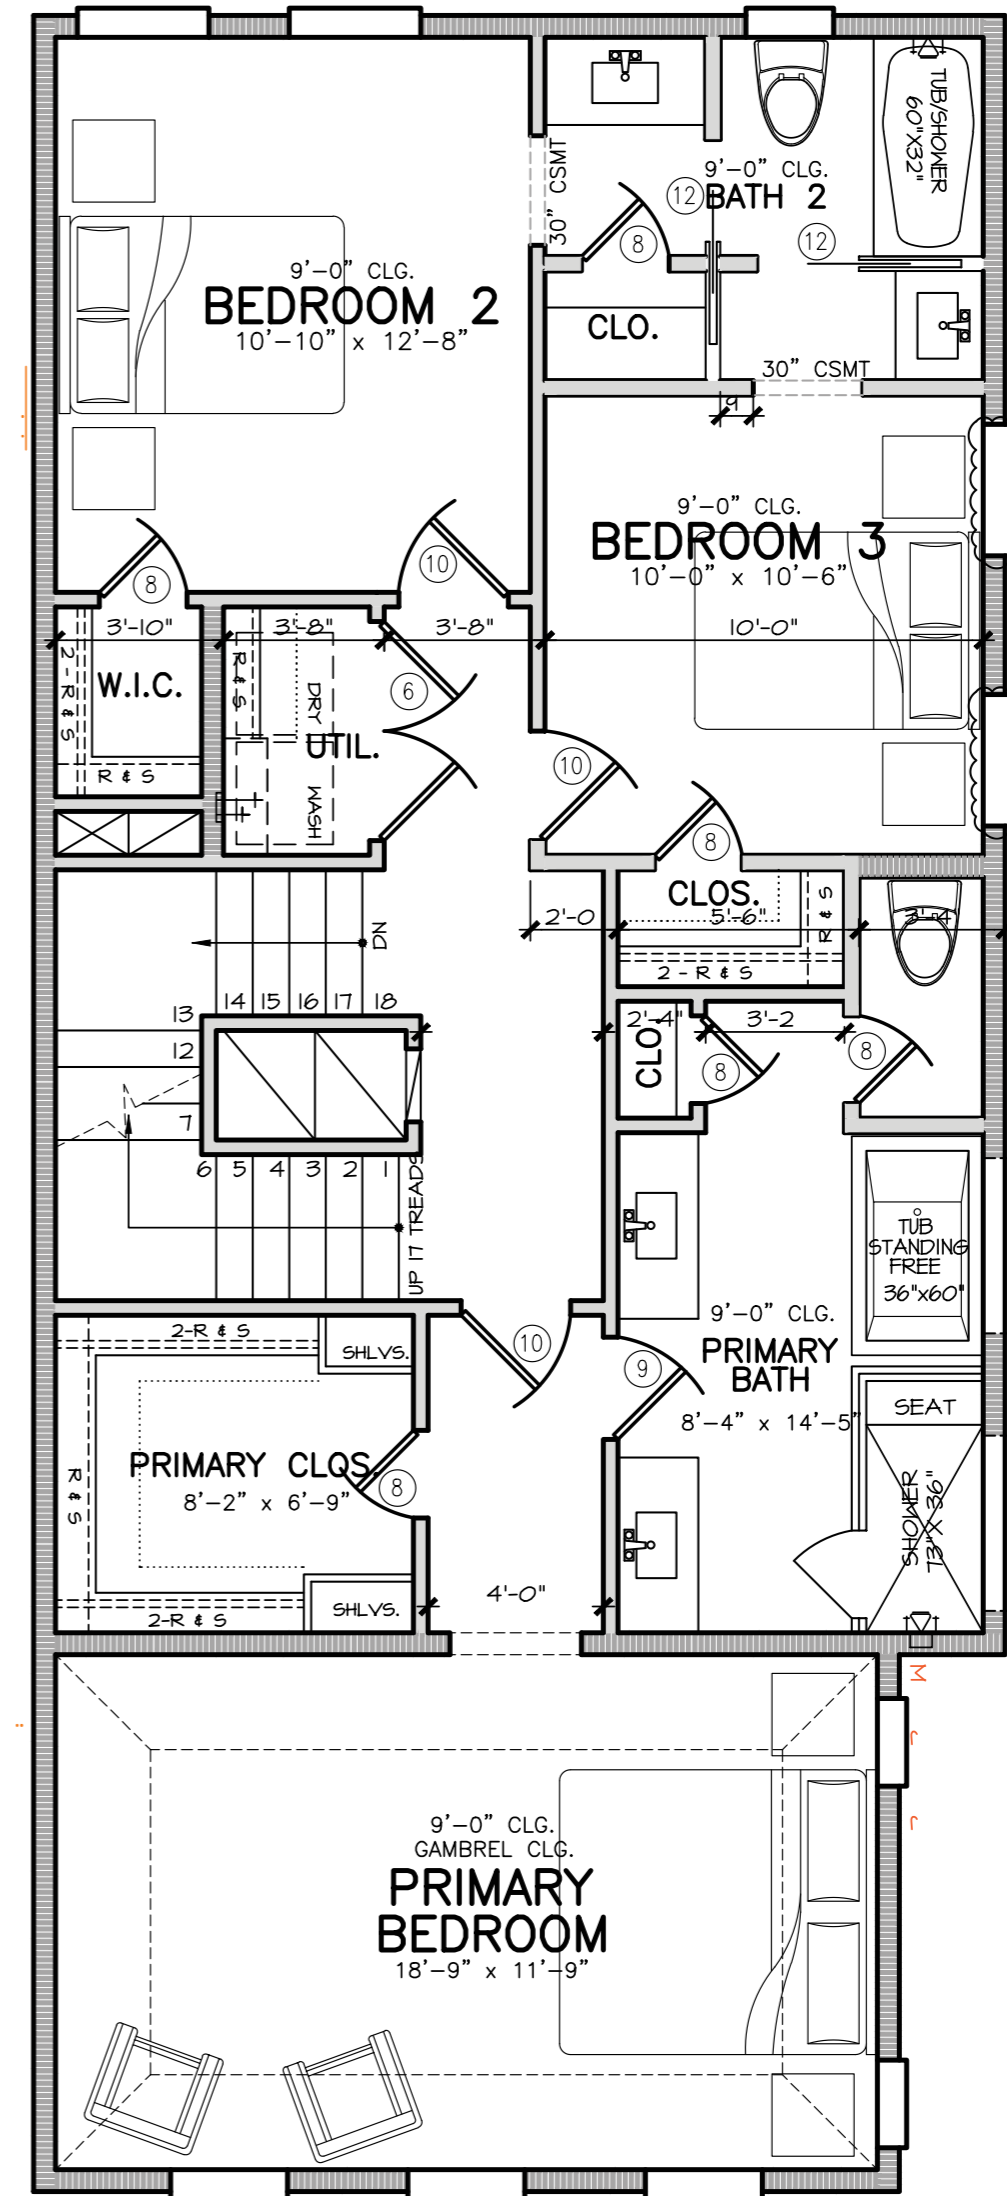 TUB/SHOWER
60"X32"
9'-0" CLG.
BATH 2
12
12
30" CSMT
8
9'-0" CLG.
BEDROOM 2
10'-10" x 12'-8"
CLO.
30" CSMT
9
9'-0" CLG.
BEDROOM 3
10'-0" x 10'-6"
8
10
3'-10"
3'-8"
3'-8"
10'-0"
2-R & S
W.I.C.
R & S
R & S
DRY
UTIL.
WASH
6
10
8
CLOS.
5'-6"
R & S
2 - R & S
2'-0
3'-4
DN
14 15 16 17 18
13
12
7
6 5 4 3 2 1
UP 17 TREADS
2'-4"
3'-2
CLO
8
8
TUB
STANDING
FREE
36"x60"
9'-0" CLG.
PRIMARY
BATH
8'-4" x 14'-5"
10
9
SEAT
SHOWER
73"X 36"
2-R & S
SHLVS.
PRIMARY CLOS.
8'-2" x 6'-9"
R & S
8
2-R & S
SHLVS.
4'-0"
M
J
J
9'-0" CLG.
GAMBREL CLG.
PRIMARY
BEDROOM
18'-9" x 11'-9"